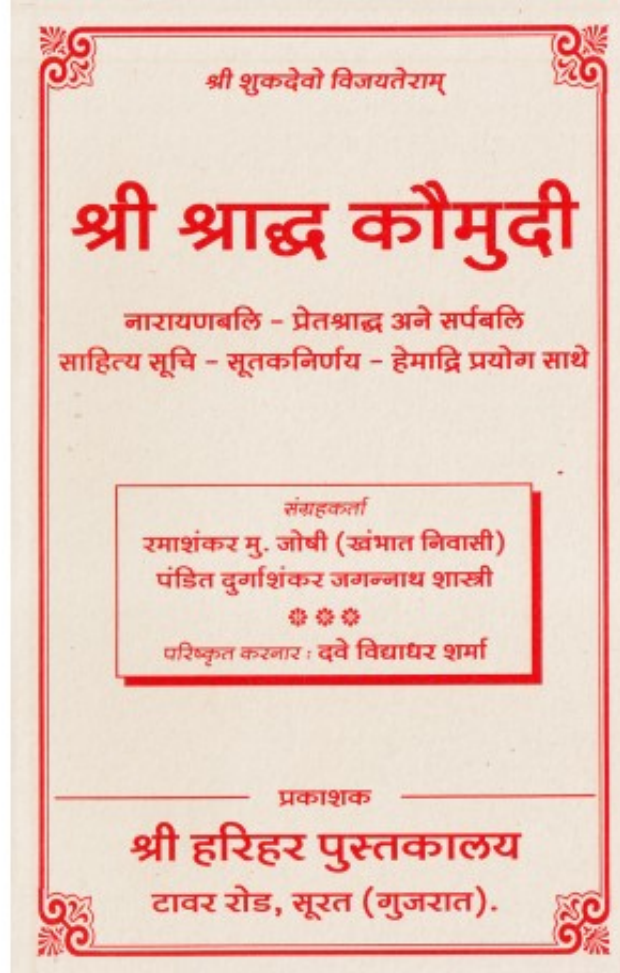 श्री शुकदेवो विजयतेराम्
श्री श्राद्ध कौमुदी
नारायणबलि - प्रेतश्राद्ध अने सर्पबलि
साहित्य सूचि - सूतकनिर्णय - हेमाद्रि प्रयोग साथे
संग्रहकर्ता
रमाशंकर मु. जोषी (खंभात निवासी)
पंडित दुर्गाशंकर जगन्नाथ शास्त्री
परिष्कृत करनार : दवे विद्याधर शर्मा
प्रकाशक
श्री हरिहर पुस्तकालय
टावर रोड, सूरत (गुजरात).